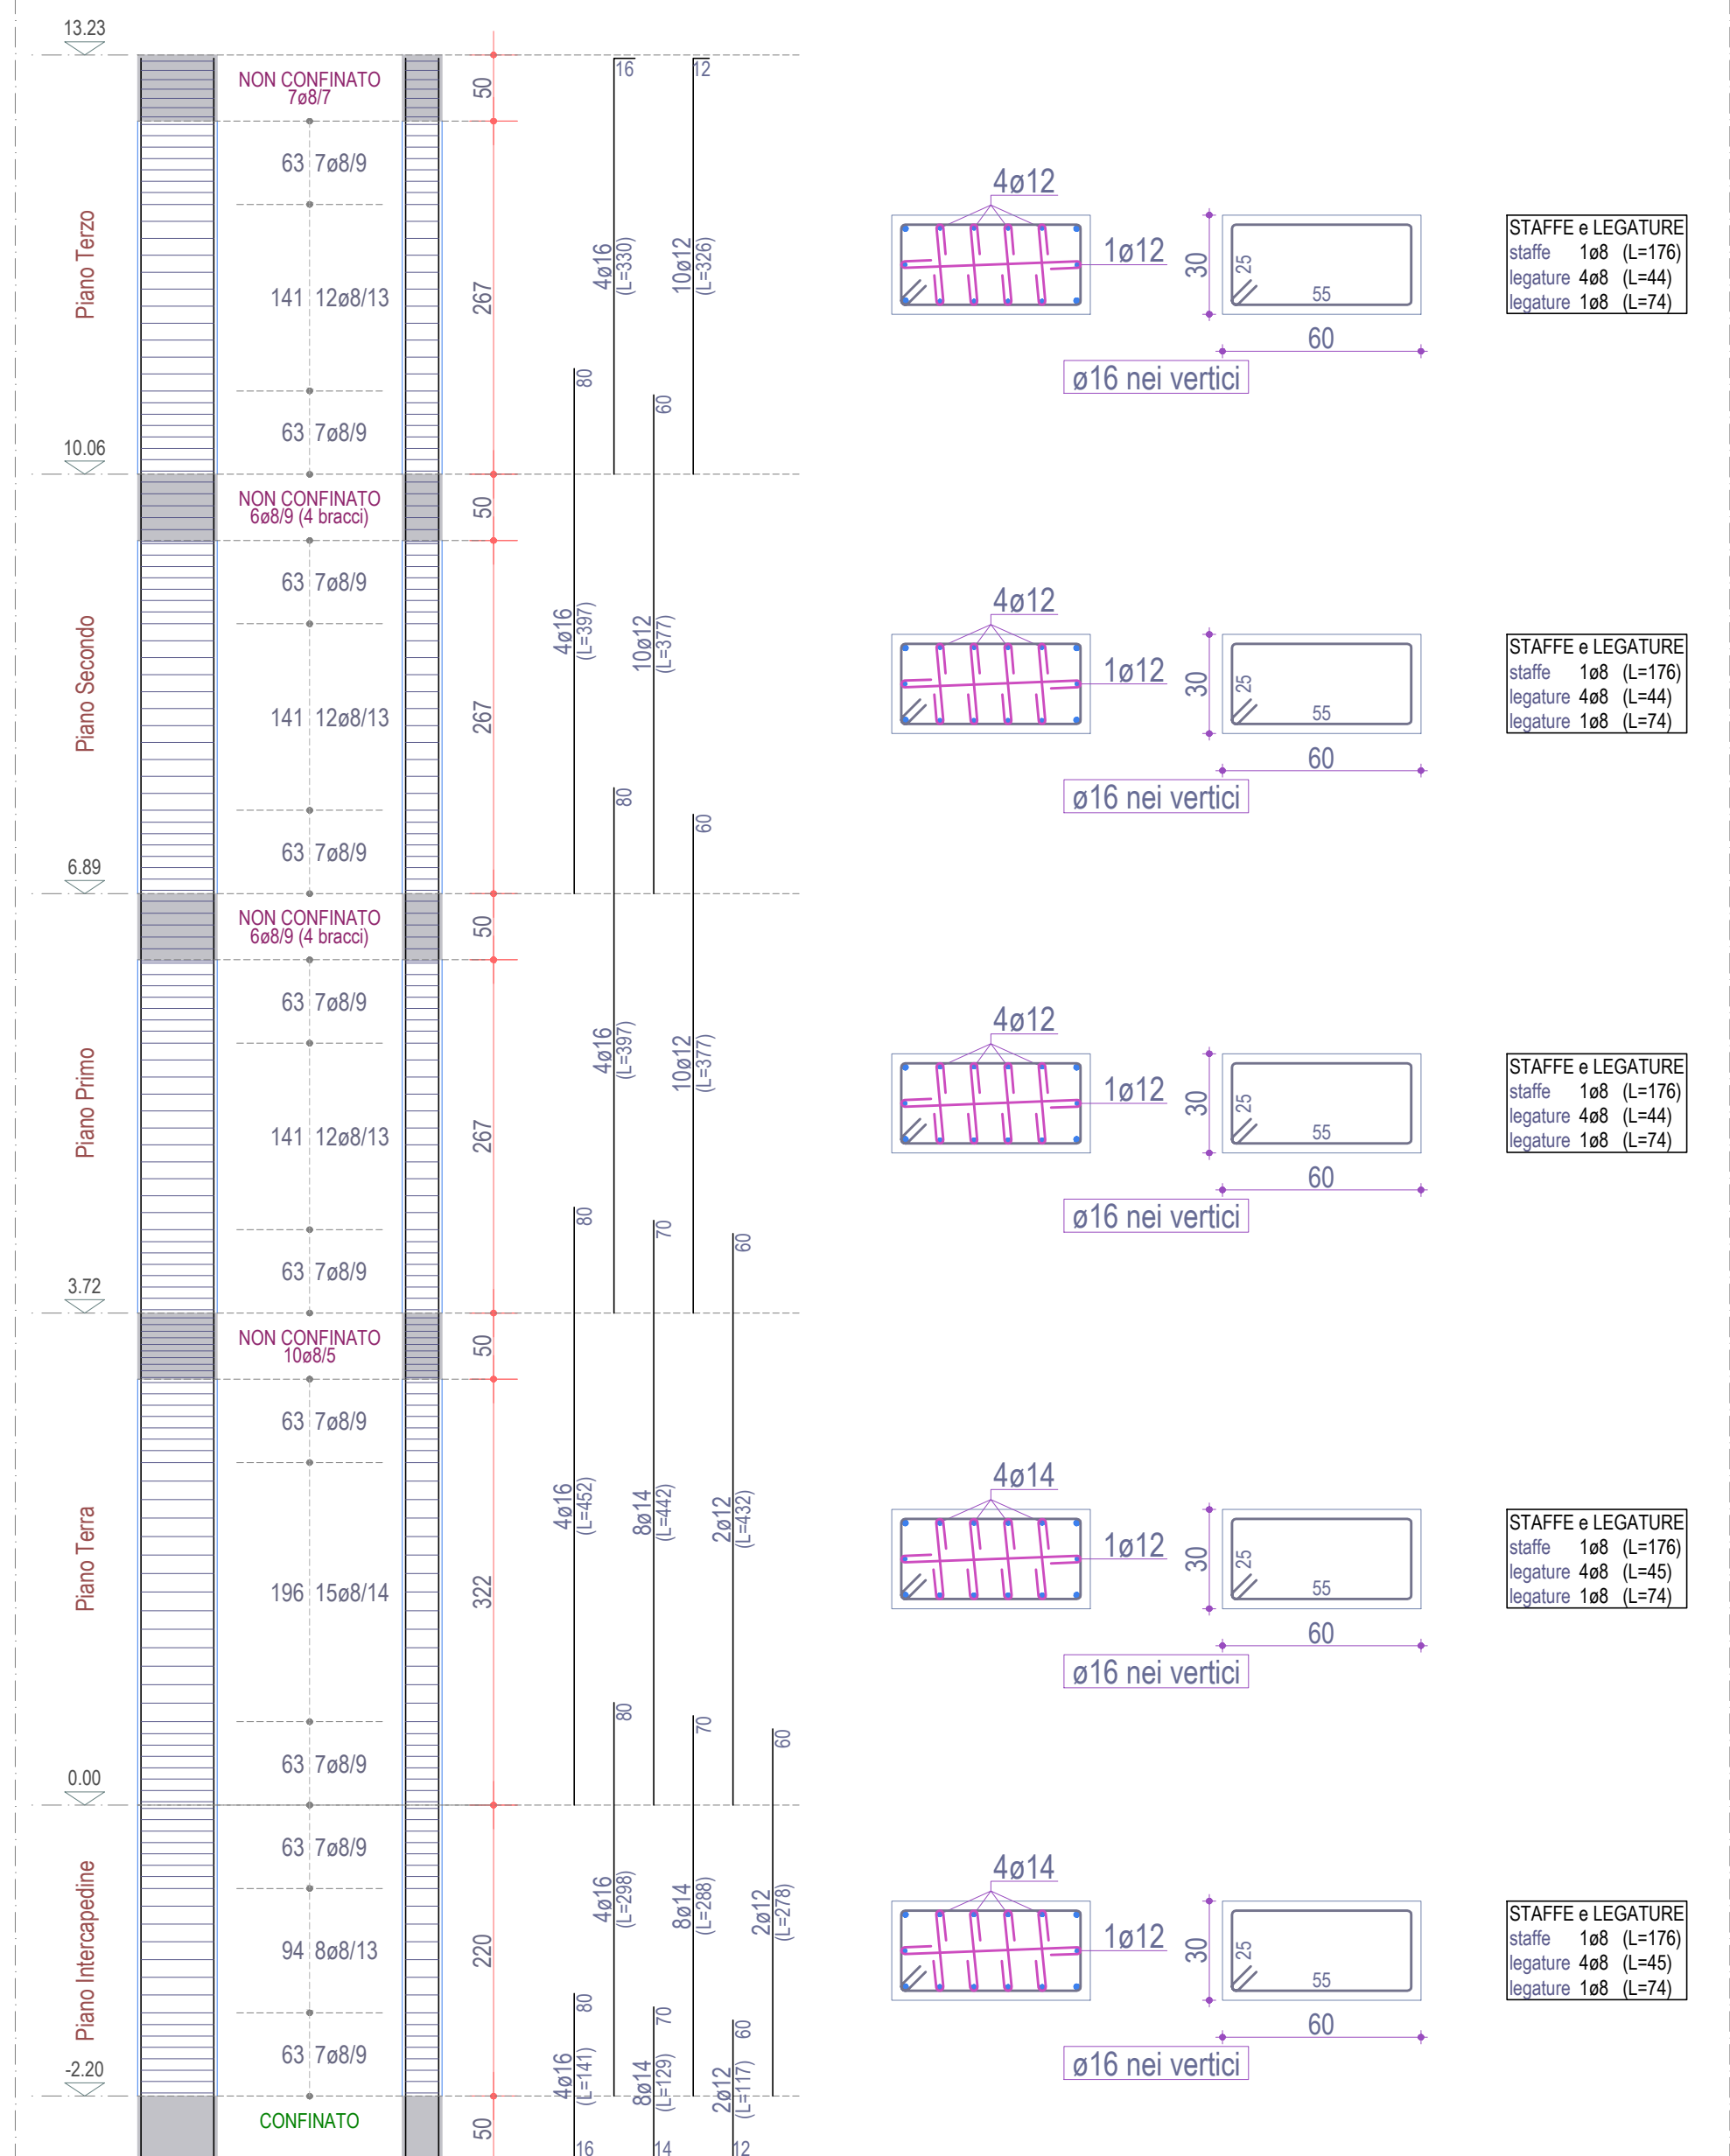 13.23
NON CONFINATO
7ø8/7
50
16
12
63 7ø8/9
Piano Terzo
141 12ø8/13
267
4ø16
(L=330)
10ø12
(L=326)
4ø12
1ø12
30
25
55
60
ø16 nei vertici
STAFFE e LEGATURE
staffe 1ø8 (L=176)
legature 4ø8 (L=44)
legature 1ø8 (L=74)
80
60
63 7ø8/9
10.06
NON CONFINATO
6ø8/9 (4 bracci)
50
63 7ø8/9
Piano Secondo
141 12ø8/13
267
4ø16
(L=397)
10ø12
(L=377)
4ø12
1ø12
30
25
55
60
ø16 nei vertici
STAFFE e LEGATURE
staffe 1ø8 (L=176)
legature 4ø8 (L=44)
legature 1ø8 (L=74)
80
60
63 7ø8/9
6.89
NON CONFINATO
6ø8/9 (4 bracci)
50
63 7ø8/9
Piano Primo
141 12ø8/13
267
4ø16
(L=397)
10ø12
(L=377)
4ø12
1ø12
30
25
55
60
ø16 nei vertici
STAFFE e LEGATURE
staffe 1ø8 (L=176)
legature 4ø8 (L=44)
legature 1ø8 (L=74)
80
70
60
63 7ø8/9
3.72
NON CONFINATO
10ø8/5
50
63 7ø8/9
Piano Terra
196 15ø8/14
322
4ø16
(L=452)
8ø14
(L=442)
2ø12
(L=432)
4ø14
1ø12
30
25
55
60
ø16 nei vertici
STAFFE e LEGATURE
staffe 1ø8 (L=176)
legature 4ø8 (L=45)
legature 1ø8 (L=74)
80
70
60
63 7ø8/9
0.00
63 7ø8/9
Piano Intercapedine
94 8ø8/13
220
4ø16
(L=298)
8ø14
(L=288)
2ø12
(L=278)
4ø14
1ø12
30
25
55
60
ø16 nei vertici
STAFFE e LEGATURE
staffe 1ø8 (L=176)
legature 4ø8 (L=45)
legature 1ø8 (L=74)
80
70
60
63 7ø8/9
4ø16
(L=141)
8ø14
(L=129)
2ø12
(L=117)
-2.20
CONFINATO
50
16
14
12